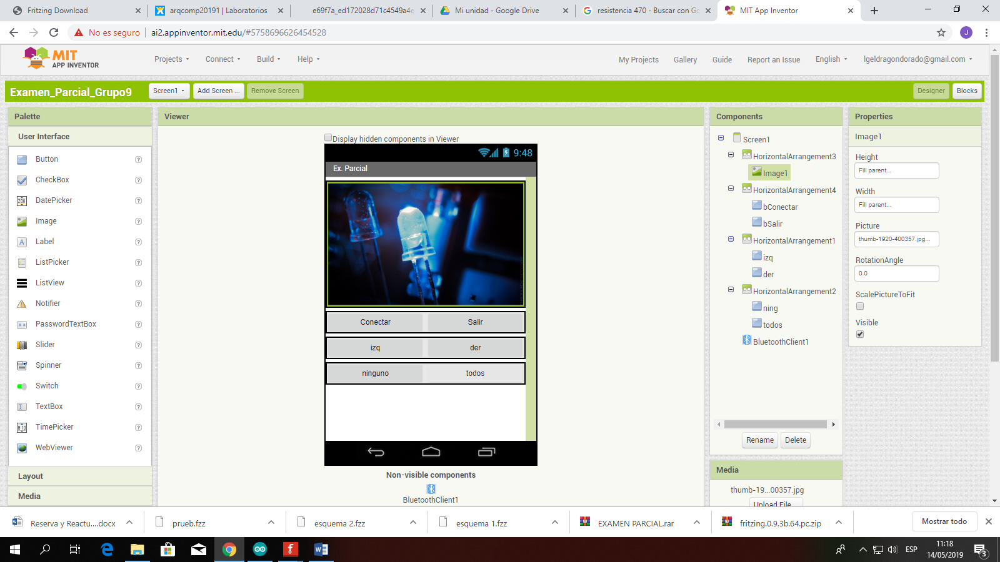 Fritzing Download
arqcomp20191 | Laboratorios
e69f7a_ed172028d71c4549a4e
Mi unidad - Google Drive
resistencia 470 - Buscar con Go
MIT App Inventor
No es seguro
ai2.appinventor.mit.edu/#5758696626454528
J
MIT
APP INVENTOR
Projects
Connect
Build
Help
My Projects
Gallery
Guide
Report an Issue
English
lgeldragondorado@gmail.com
Examen_Parcial_Grupo9
Screen1
Add Screen ...
Remove Screen
Designer
Blocks
Palette
User Interface
Button
CheckBox
DatePicker
Image
Label
ListPicker
ListView
Notifier
PasswordTextBox
Slider
Spinner
Switch
TextBox
TimePicker
WebViewer
Layout
Media
Viewer
Display hidden components in Viewer
9:48
Ex. Parcial
Conectar
Salir
izq
der
ninguno
todos
Non-visible components
BluetoothClient1
Components
Screen1
HorizontalArrangement3
Image1
HorizontalArrangement4
bConectar
bSalir
HorizontalArrangement1
izq
der
HorizontalArrangement2
ning
todos
BluetoothClient1
Rename
Delete
Media
thumb-19...00357.jpg
Upload File ...
Properties
Image1
Height
Fill parent...
Width
Fill parent...
Picture
thumb-1920-400357.jpg...
RotationAngle
0.0
ScalePictureToFit
Visible
Reserva y Reactu....docx
prueb.fzz
esquema 2.fzz
esquema 1.fzz
EXAMEN PARCIAL.rar
fritzing.0.9.3b.64.pc.zip
Mostrar todo
ESP
11:18
14/05/2019
3